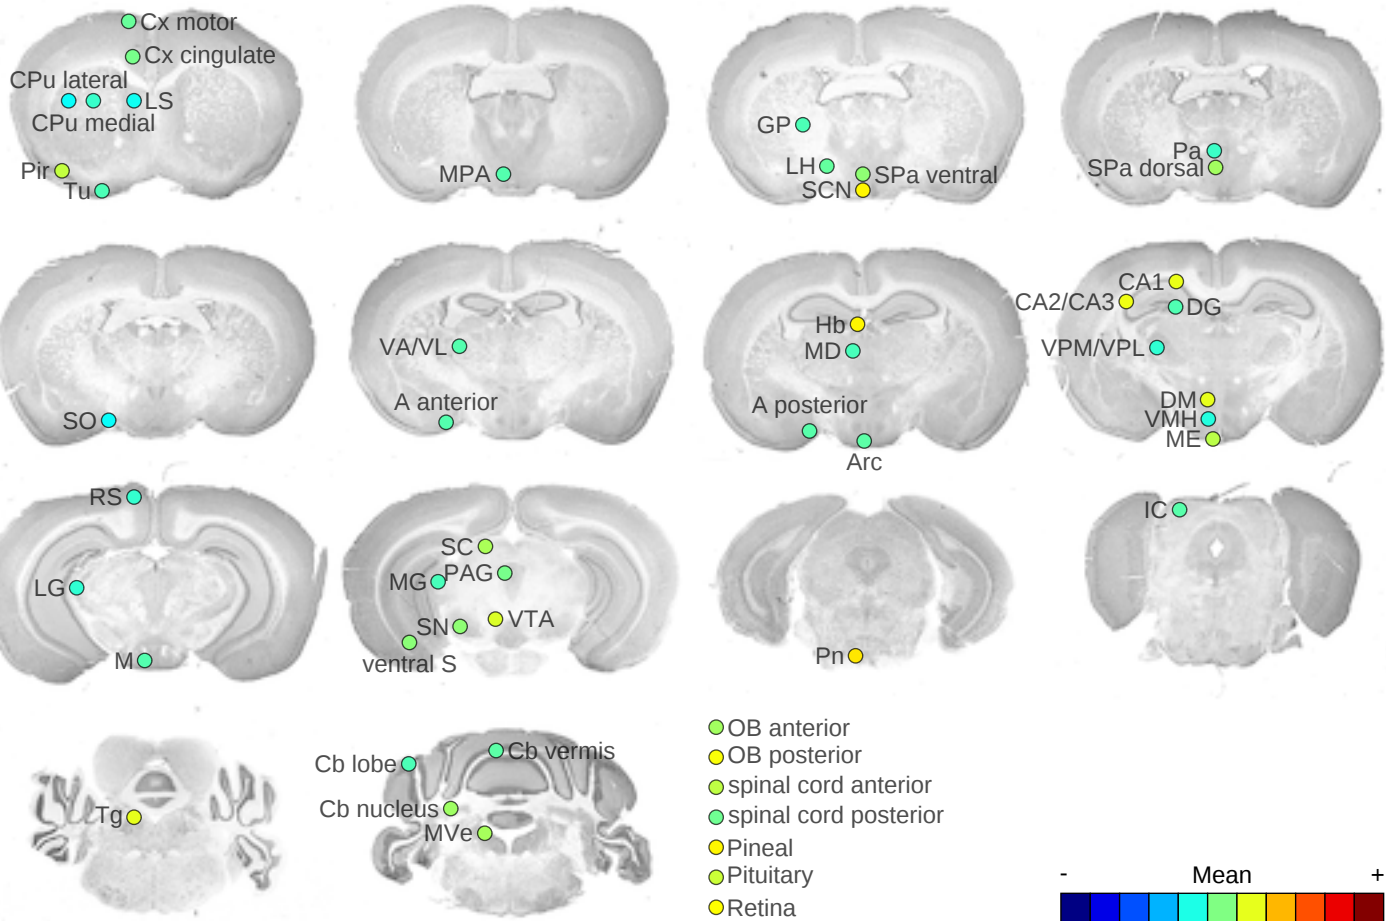 Cx motor
Cx cingulate
CPu lateral
LS
CPu medial
Pir
Tu
MPA
GP
LH
SPa ventral
SCN
Pa
SPa dorsal
SO
VA/VL
A anterior
Hb
MD
A posterior
Arc
CA1
CA2/CA3
DG
VPM/VPL
DM
VMH
ME
RS
LG
M
SC
PAG
MG
VTA
SN
ventral S
Pn
IC
Tg
Cb vermis
Cb lobe
Cb nucleus
MVe
OB anterior
OB posterior
spinal cord anterior
spinal cord posterior
Pineal
Pituitary
Retina
- Mean +